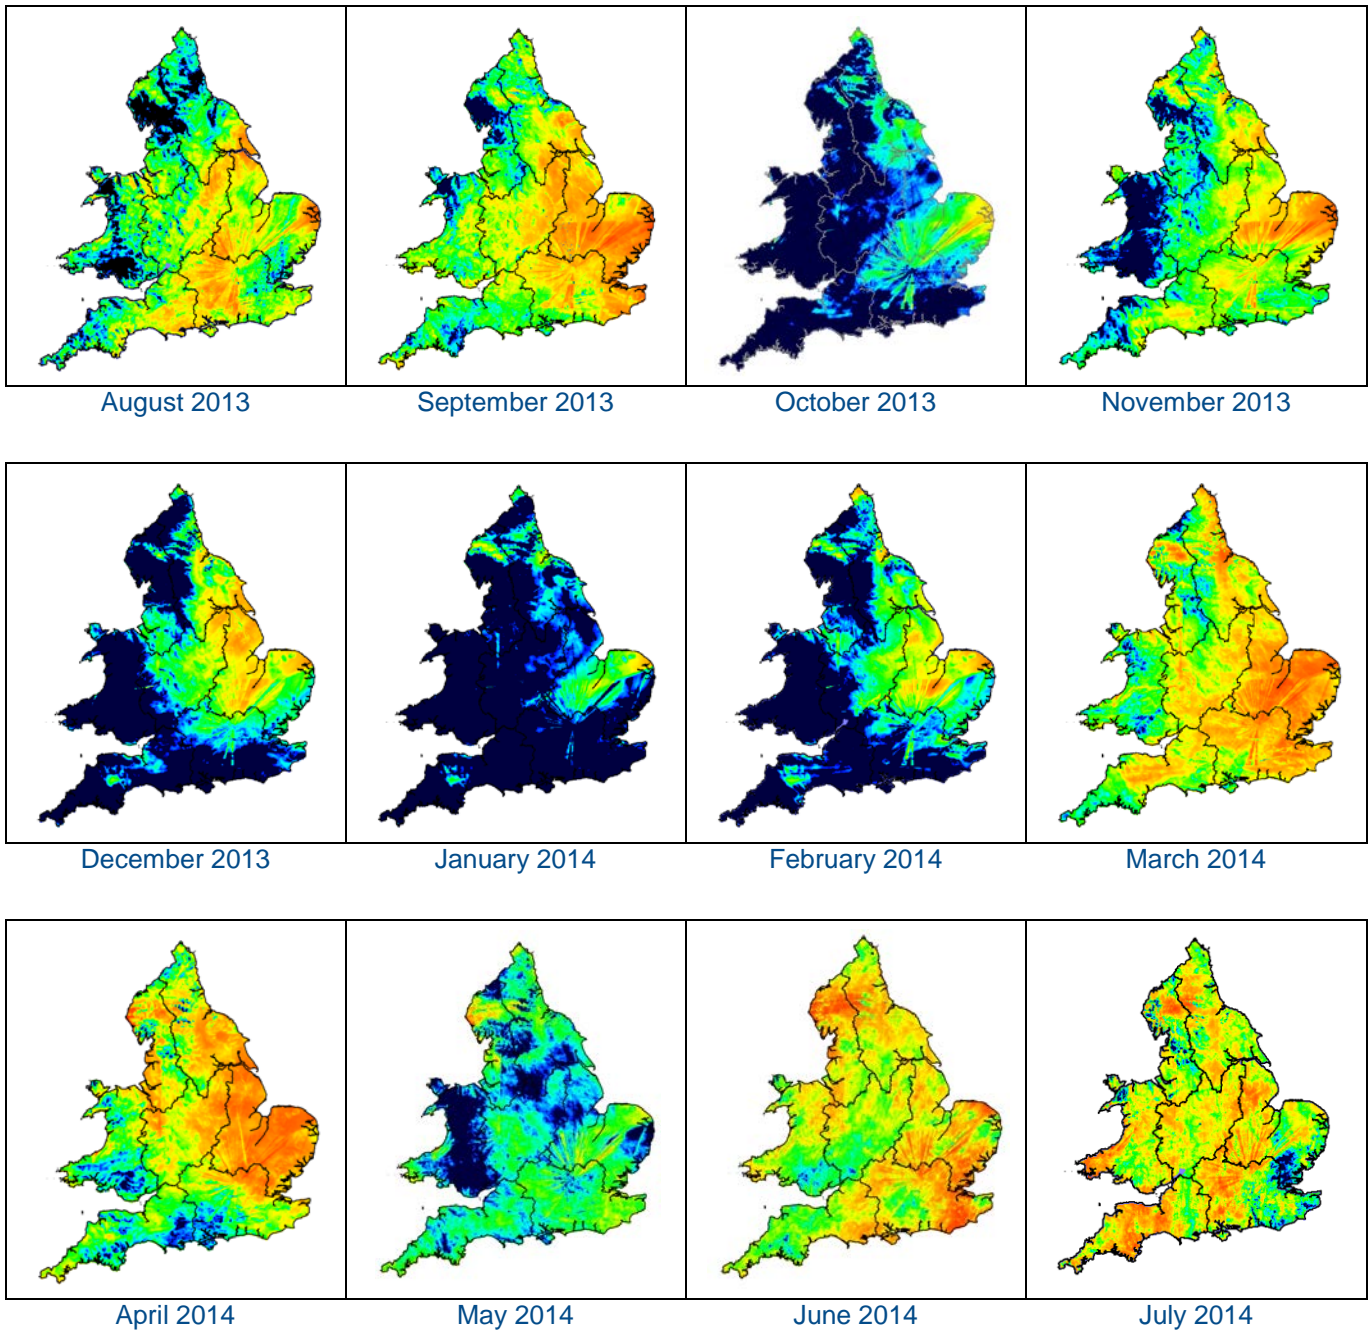 August 2013
September 2013
October 2013
November 2013
December 2013
January 2014
February 2014
March 2014
April 2014
May 2014
June 2014
July 2014